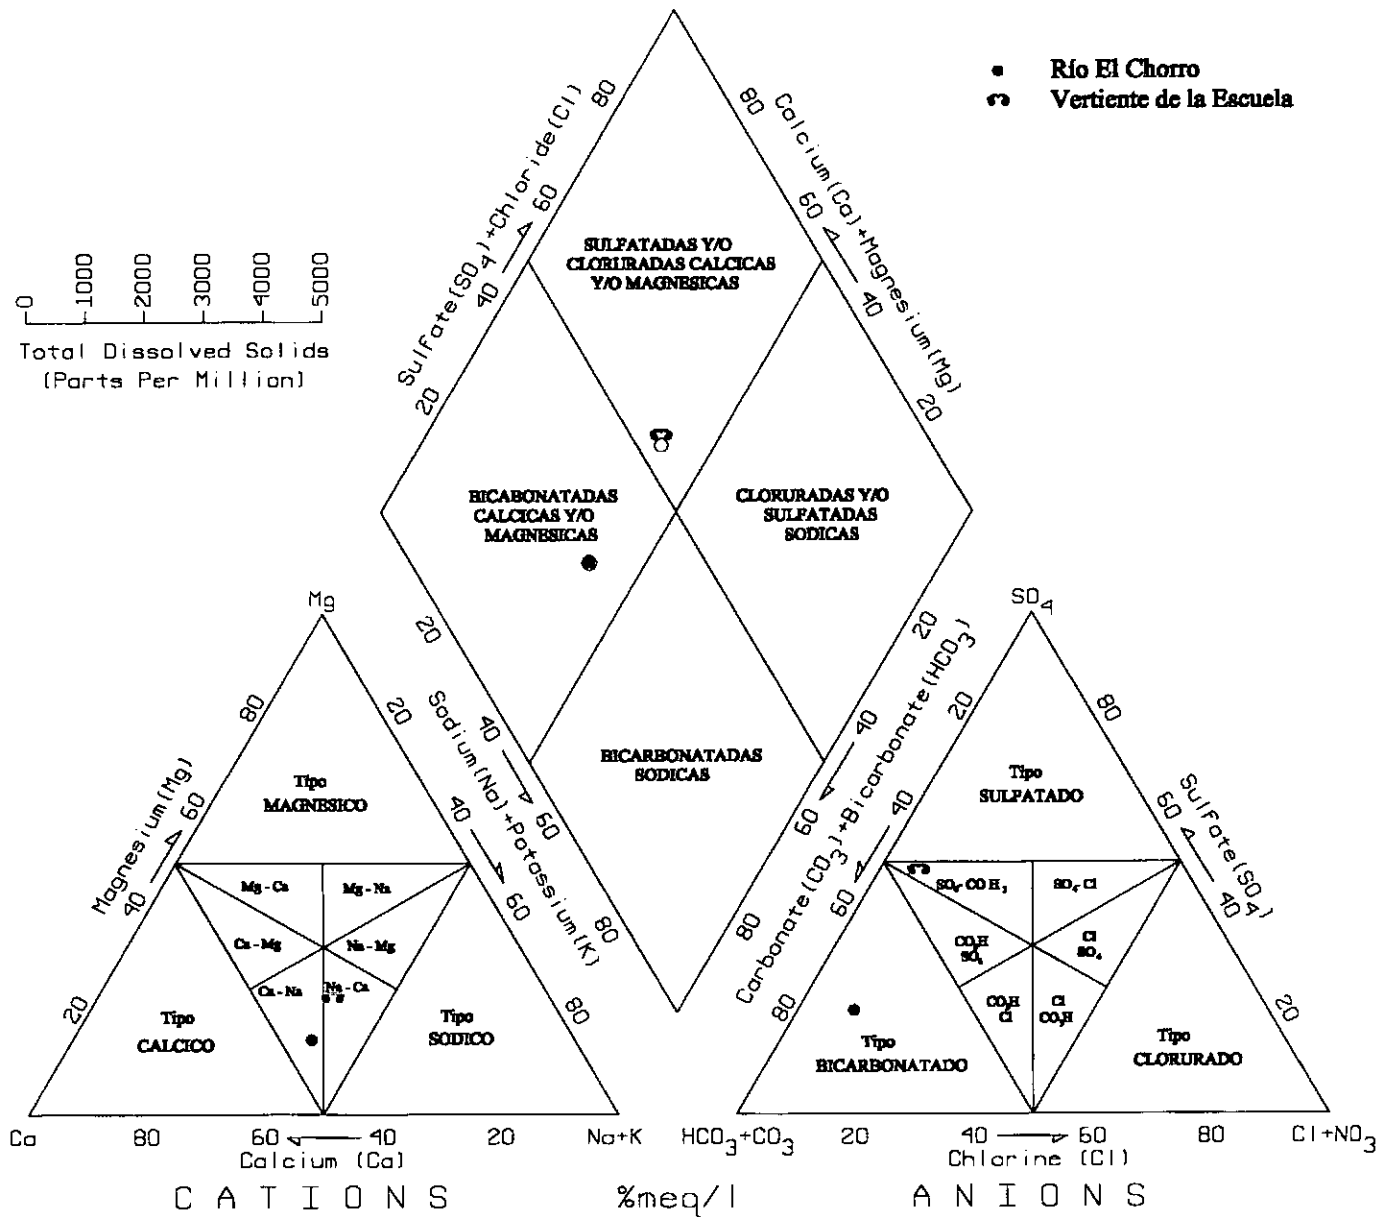 Río El Chorro
Vertiente de la Escuela
80
80
Sulfate(SO4)+Chloride(Cl)
Calcium(Ca)+Magnesium(Mg)
60
60
40
40
20
20
SULFATADAS Y/O
CLORURADAS CALCICAS
Y/O MAGNESICAS
0
1000
2000
3000
4000
5000
Total Dissolved Solids
(Parts Per Million)
BICABONATADAS
CALCICAS Y/O
MAGNESICAS
CLORURADAS Y/O
SULFATADAS
SODICAS
BICARBONATADAS
SODICAS
20
40
60
80
Sodium(Na)+Potassium(K)
20
40
60
80
Carbonate(CO3)+Bicarbonate(HCO3)
Mg
80
60
40
20
Magnesium(Mg)
20
40
60
80
Tipo
MAGNESICO
Mg-Ca
Mg-Na
Ca-Mg
Na-Mg
Ca-Na
Na-Ca
Tipo
CALCICO
Tipo
SODICO
Ca
80
60
40
20
Na+K
Calcium (Ca)
CATIONS
%meq/l
SO4
20
40
60
80
80
60
40
20
Sulfate(SO4)
Tipo
SULFATADO
SO4-CO H3
SO4-Cl
CO3H
SO4
Cl
SO4
CO3H
Cl
Cl
CO3H
Tipo
BICARBONATADO
Tipo
CLORURADO
HCO3+CO3
20
40
60
80
Cl+NO3
Chlorine (Cl)
ANIONS